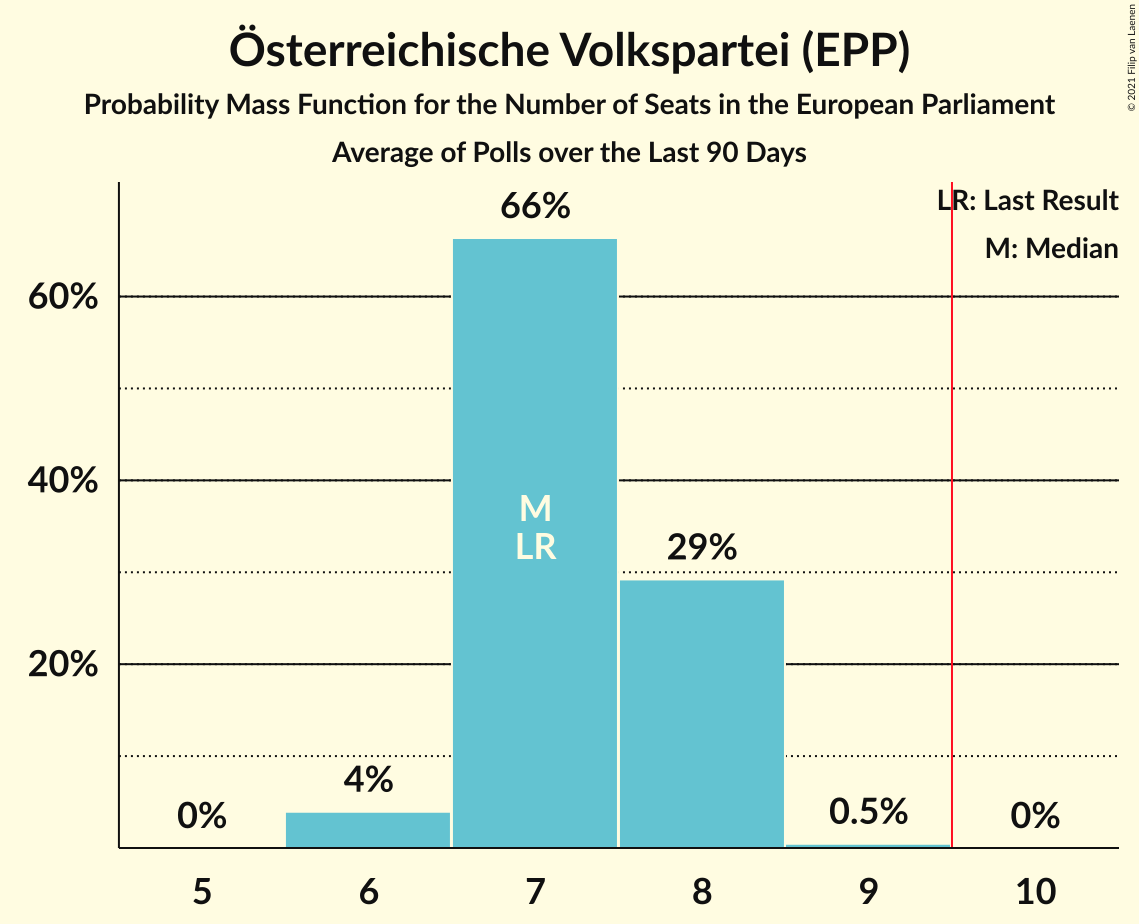 Österreichische Volkspartei (EPP)
Probability Mass Function for the Number of Seats in the European Parliament
Average of Polls over the Last 90 Days
© 2021 Filip van Laenen
LR: Last Result
M: Median
66%
60%
40%
M
LR
29%
20%
4%
0%
0.5%
0%
5 6 7 8 9 10